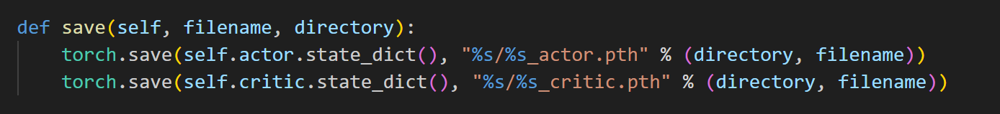 def save(self, filename, directory):
    torch.save(self.actor.state_dict(), "%s/%s_actor.pth" % (directory, filename))
    torch.save(self.critic.state_dict(), "%s/%s_critic.pth" % (directory, filename))